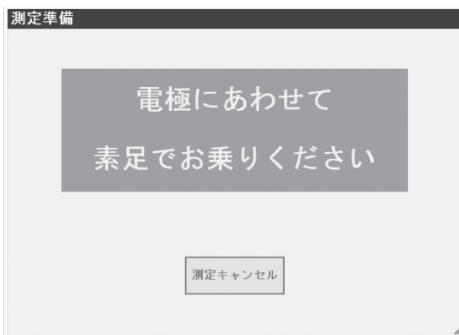 測定準備
電極にあわせて
素足でお乗りください
測定キャンセル